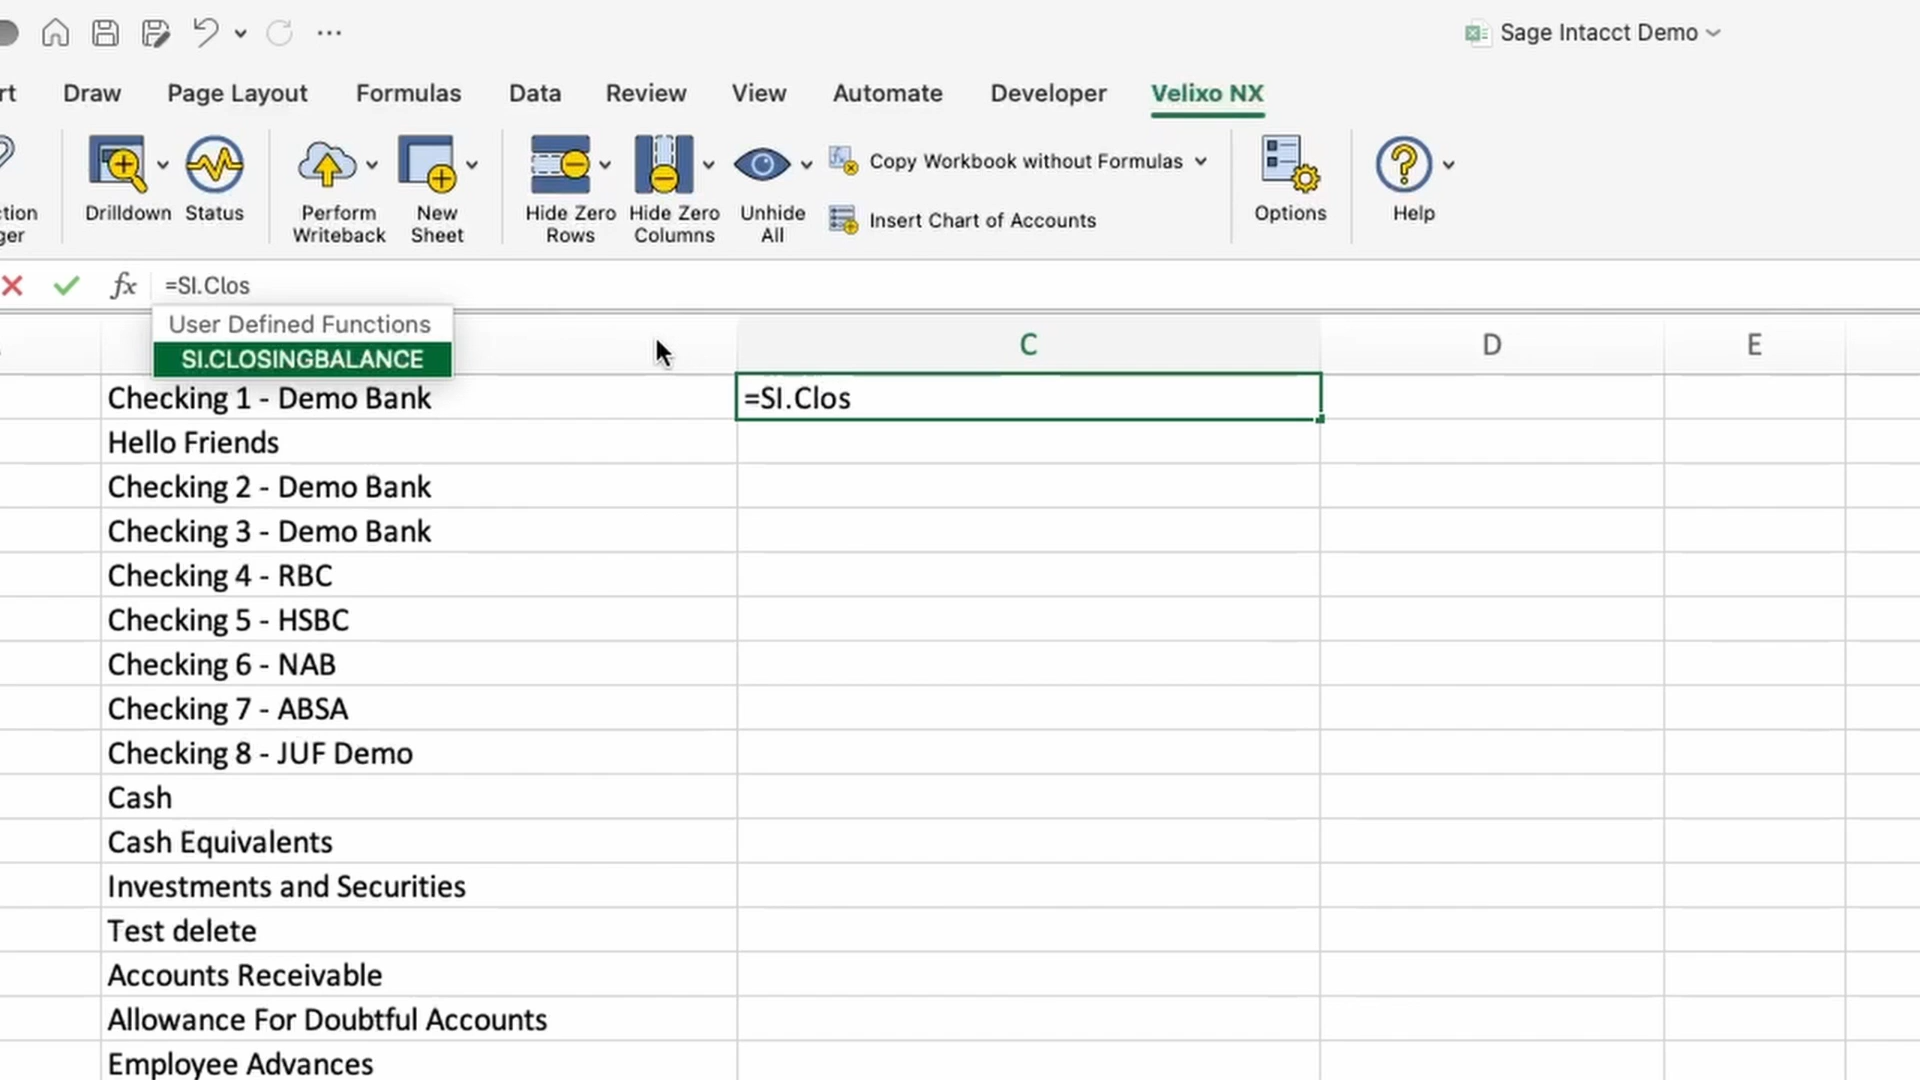 Sage Intacct Demo
rt Draw Page Layout Formulas Data Review View Automate Developer Velixo NX
Copy Workbook without Formulas
Insert Chart of Accounts
ction
ger
Drilldown
Status
Perform
Writeback
New
Sheet
Hide Zero
Rows
Hide Zero
Columns
Unhide
All
Options
Help
fx =SI.Clos
User Defined Functions
SI.CLOSINGBALANCE
C D E
Checking 1 - Demo Bank =SI.Clos
Hello Friends
Checking 2 - Demo Bank
Checking 3 - Demo Bank
Checking 4 - RBC
Checking 5 - HSBC
Checking 6 - NAB
Checking 7 - ABSA
Checking 8 - JUF Demo
Cash
Cash Equivalents
Investments and Securities
Test delete
Accounts Receivable
Allowance For Doubtful Accounts
Employee Advances